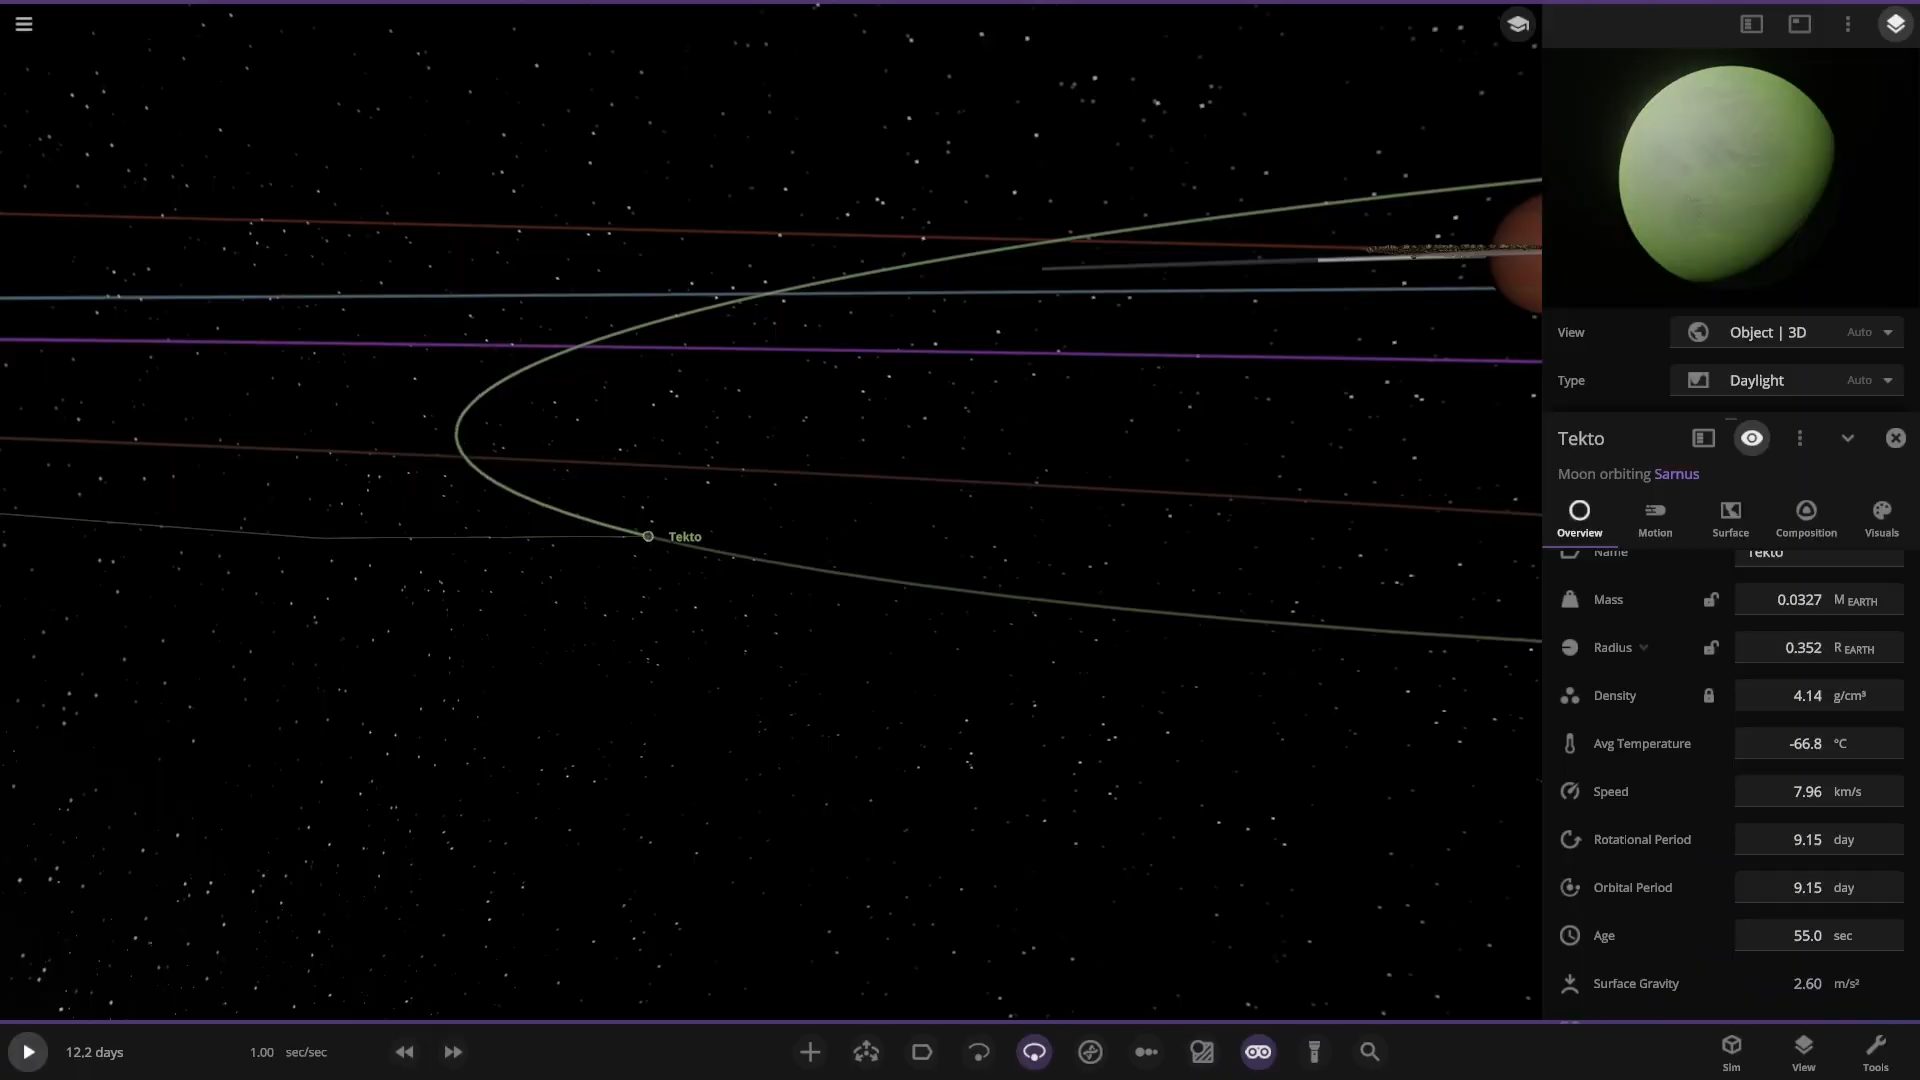 View
Object | 3D
Auto
Type
Daylight
Auto
Tekto
Moon orbiting Sarnus
Overview
Motion
Surface
Composition
Visuals
Name
Tekto
Mass
0.0327 M EARTH
Radius
0.352 R EARTH
Density
4.14 g/cm³
Avg Temperature
-66.8 °C
Speed
7.96 km/s
Rotational Period
9.15 day
Orbital Period
9.15 day
Age
55.0 sec
Surface Gravity
2.60 m/s²
Tekto
12.2 days
1.00 sec/sec
Sim
View
Tools